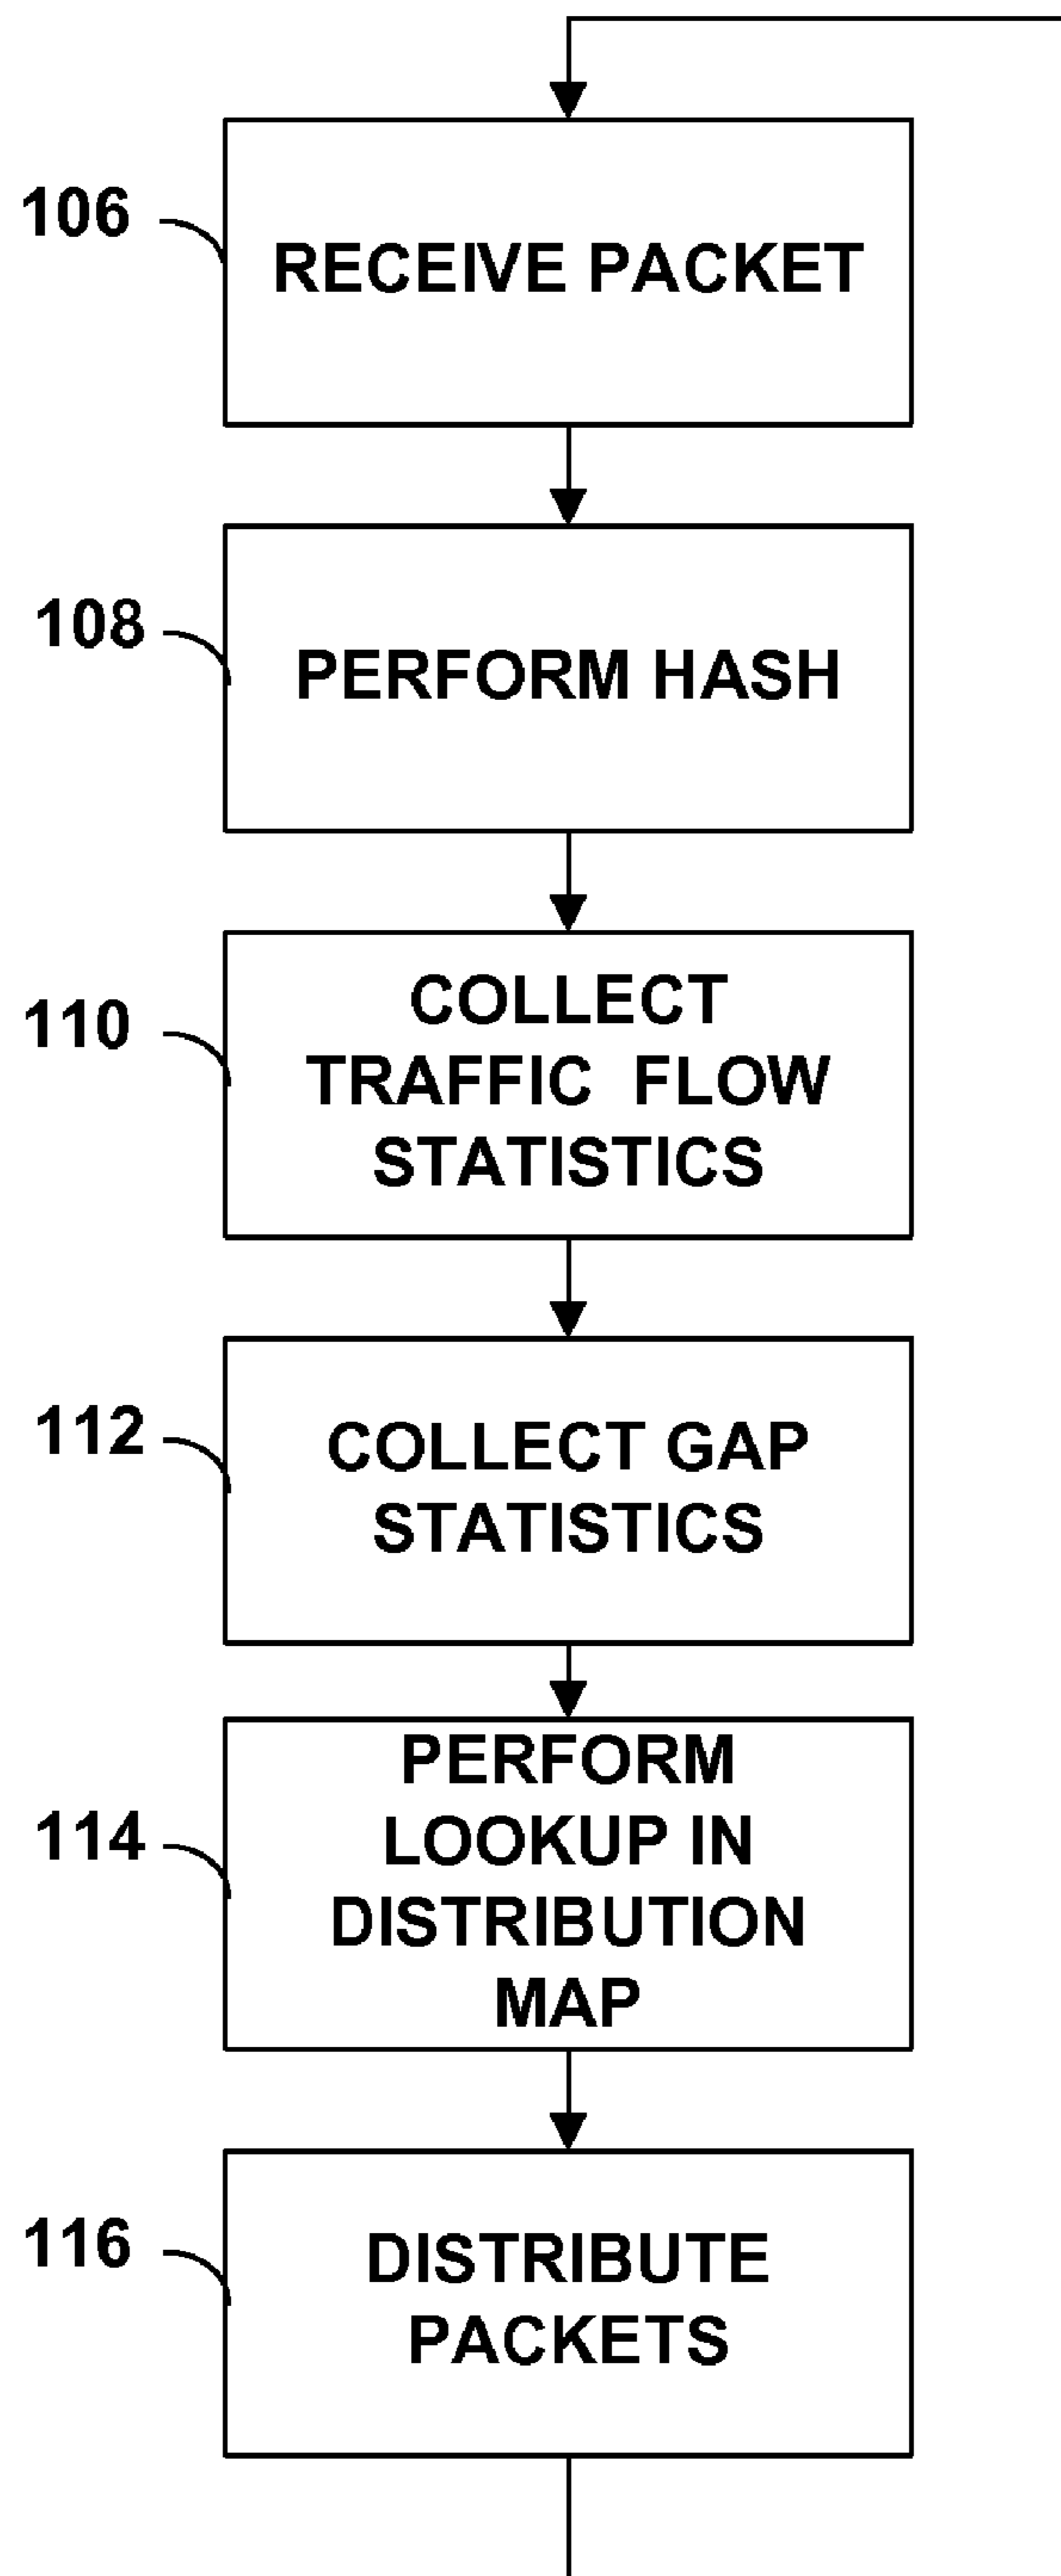 106
RECEIVE PACKET
108
PERFORM HASH
110
COLLECT
TRAFFIC FLOW
STATISTICS
112
COLLECT GAP
STATISTICS
114
PERFORM
LOOKUP IN
DISTRIBUTION
MAP
116
DISTRIBUTE
PACKETS